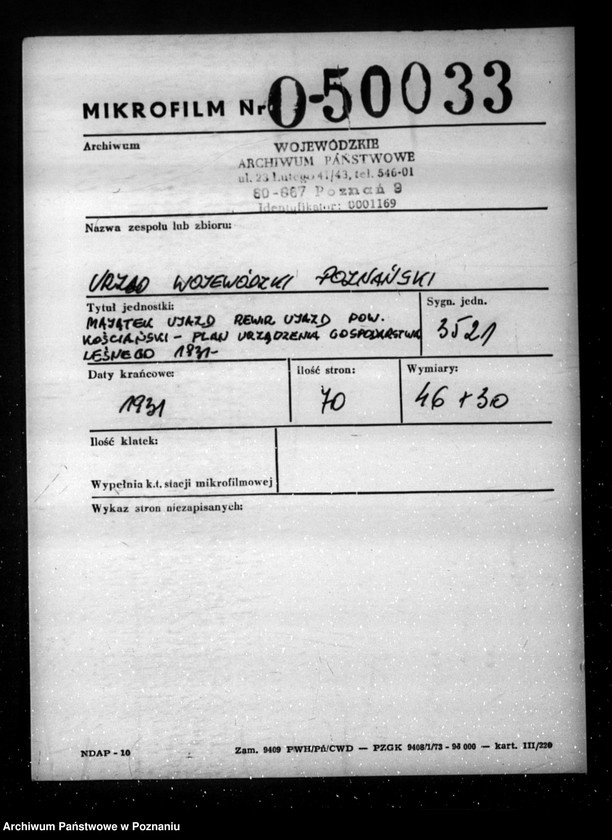 MIKROFILM Nr O-50033
Archiwum
WOJEWÓDZKIE
ARCHIWUM PAŃSTWOWE
ul. 23 Lutego 41/43, tel. 546-01
60-667 Poznań 9
Identyfikator: 0001169
Nazwa zespołu lub zbioru:
URZĄD WOJEWÓDZKI POZNAŃSKI
Tytuł jednostki:
Sygn. jedn.
MAJĄTEK UJAZD REWIR UJAZD POW.
KOŚCIAŃSKI - PLAN URZĄDZENIA GOSPODARSTWA
LEŚNEGO 1931-
3521
Daty krańcowe:
Ilość stron:
Wymiary:
1931
70
46 + 30
Ilość klatek:
Wypełnia k.t. stacji mikrofilmowej
Wykaz stron niezapisanych:
NDAP - 10
Zam. 9409 PWH/Pń/CWD — PZGK 9408/1/73 - 95 000 — kart. III/220
Archiwum Państwowe w Poznaniu